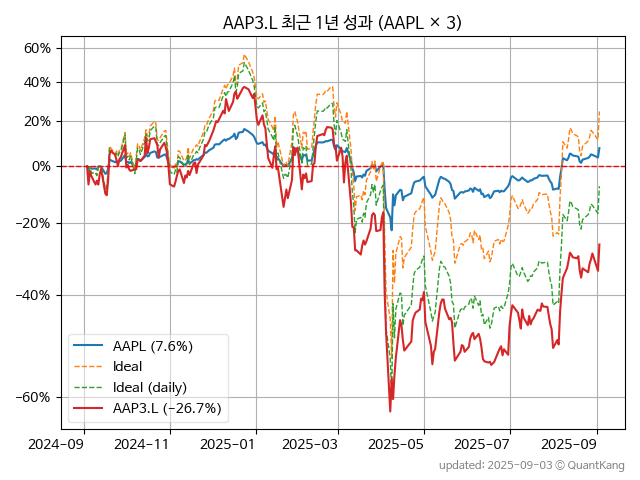 AAP3.L 최근 1년 성과 (AAPL × 3)
60%
40%
20%
0%
−20%
−40%
−60%
AAPL (7.6%)
Ideal
Ideal (daily)
AAP3.L (−26.7%)
2024-09 2024-11 2025-01 2025-03 2025-05 2025-07 2025-09
updated: 2025-09-03 © QuantKang